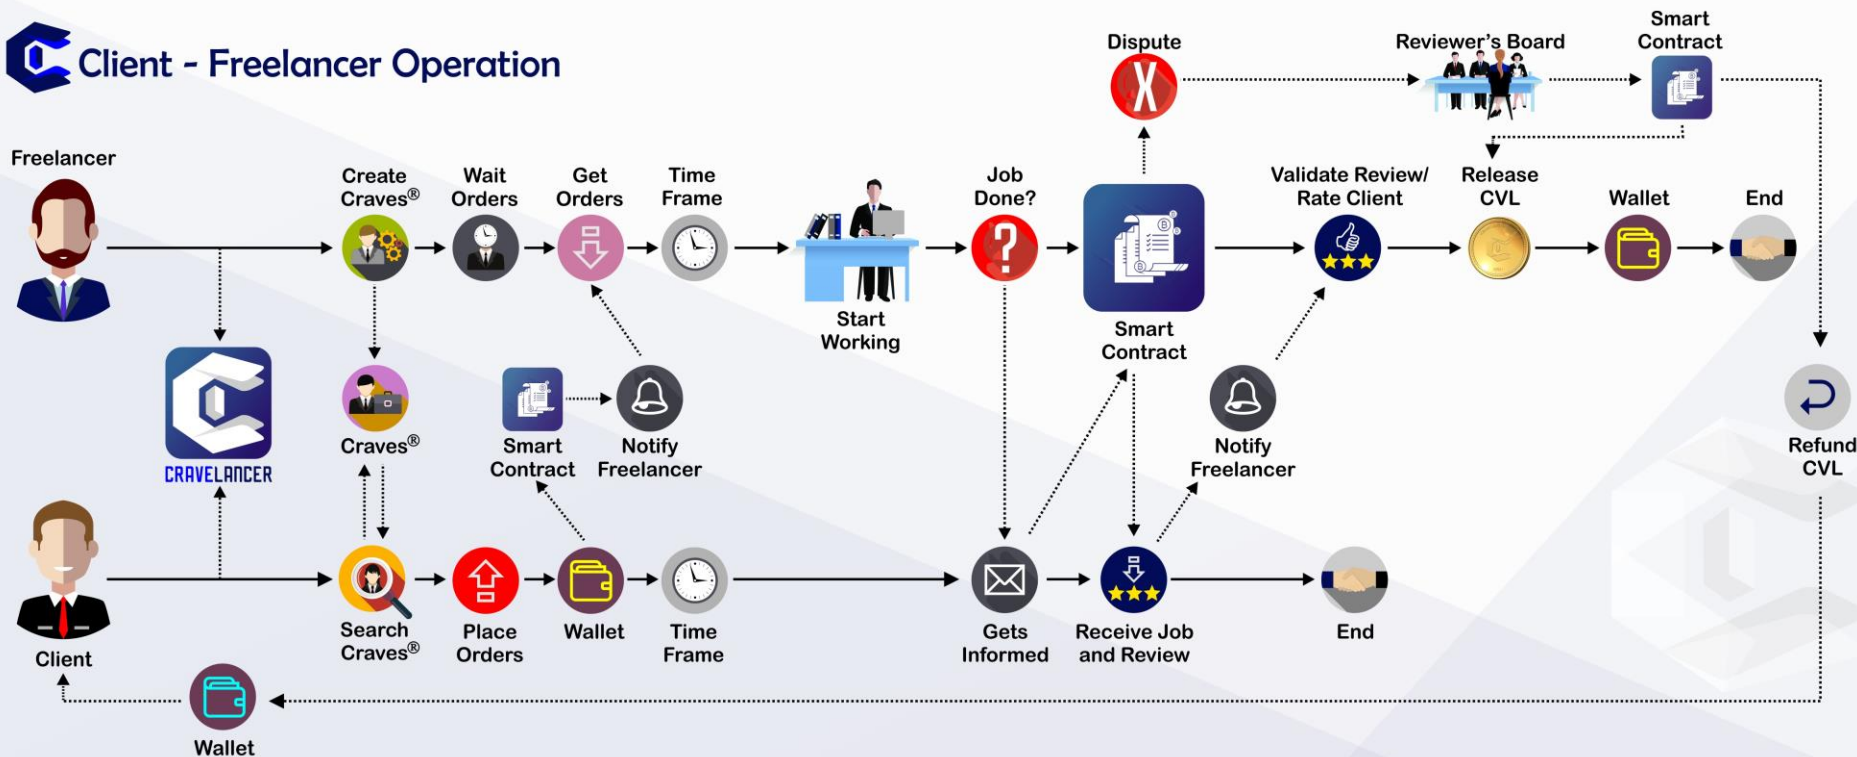 Client - Freelancer Operation
Dispute
Reviewer's Board
Smart
Contract
Freelancer
Create
Craves®
Wait
Orders
Get
Orders
Time
Frame
Job
Done?
Validate Review/
Rate Client
Release
CVL
Wallet
End
Start
Working
Smart
Contract
CRAVELANCER
Craves®
Smart
Contract
Notify
Freelancer
Notify
Freelancer
Refund
CVL
Client
Search
Craves®
Place
Orders
Wallet
Time
Frame
Gets
Informed
Receive Job
and Review
End
Wallet